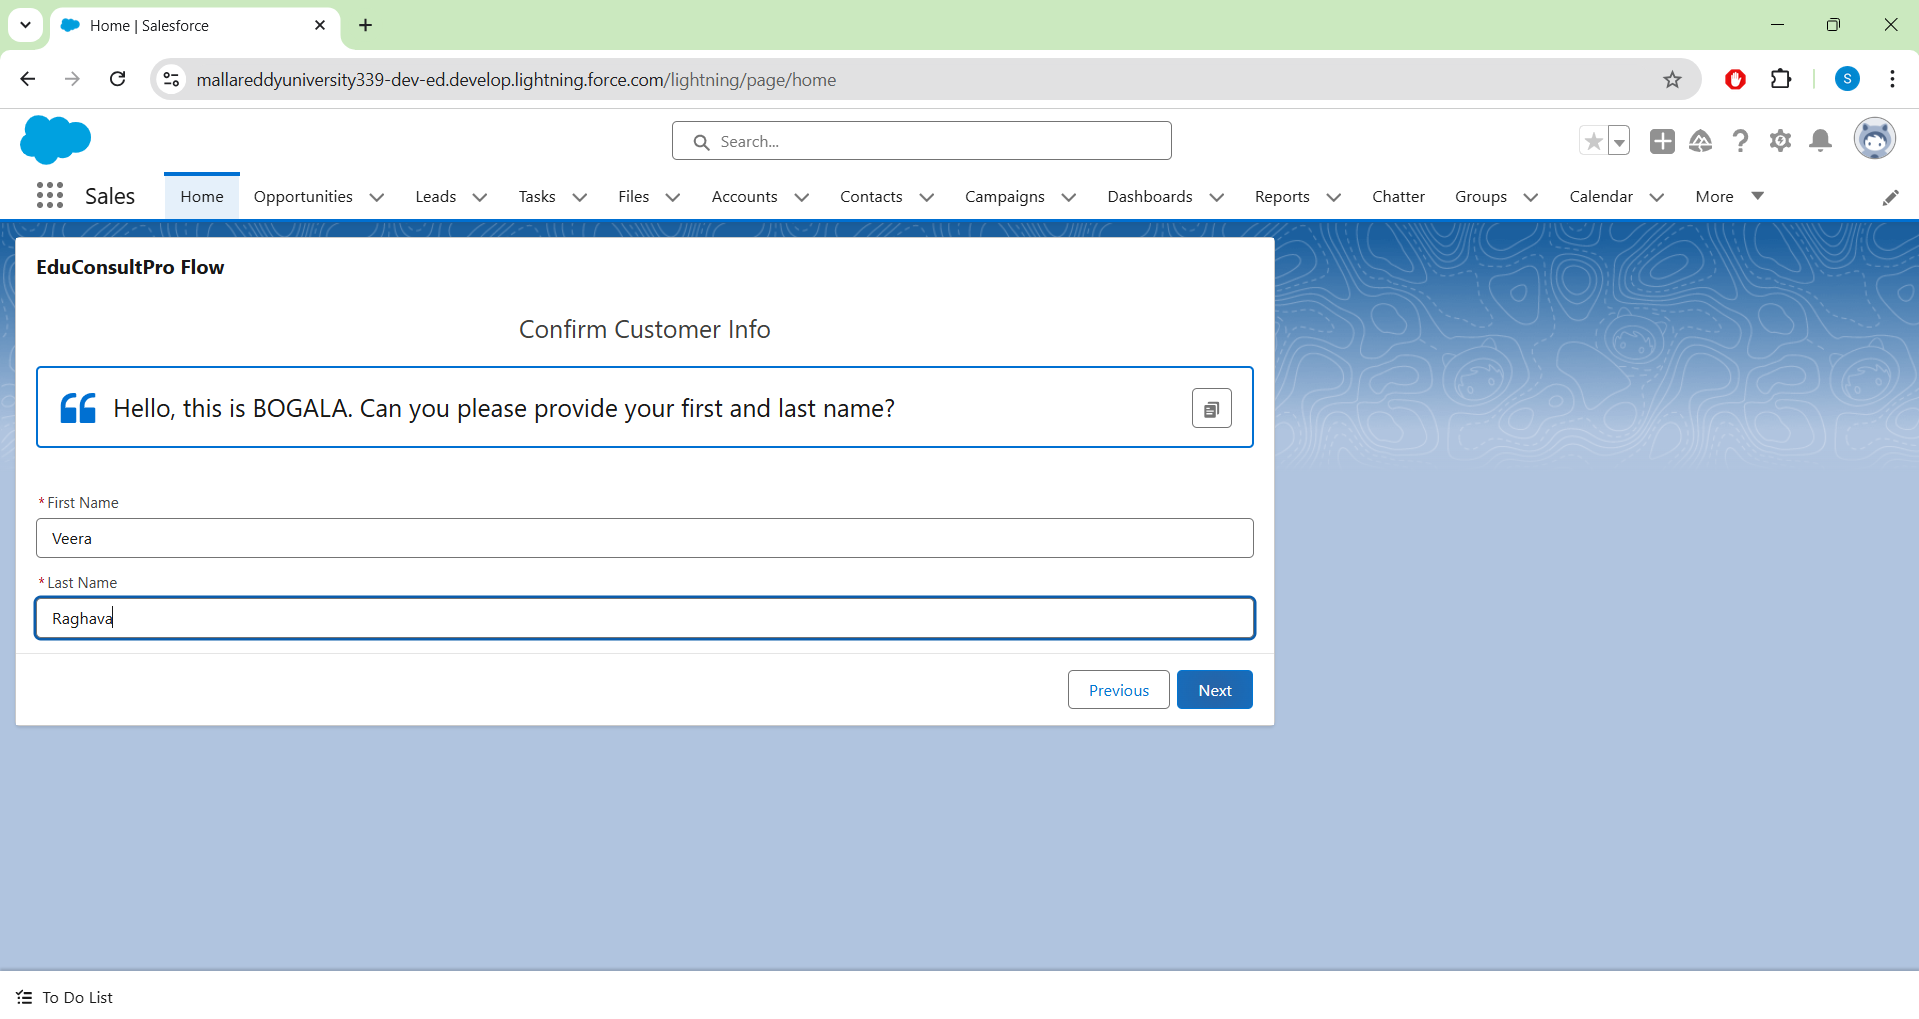 Home | Salesforce
mallareddyuniversity339-dev-ed.develop.lightning.force.com/lightning/page/home
S
Search...
Sales Home Opportunities Leads Tasks Files Accounts Contacts Campaigns Dashboards Reports Chatter Groups Calendar More
EduConsultPro Flow
Confirm Customer Info
Hello, this is BOGALA. Can you please provide your first and last name?
* First Name
Veera
* Last Name
Raghava
Previous Next
To Do List